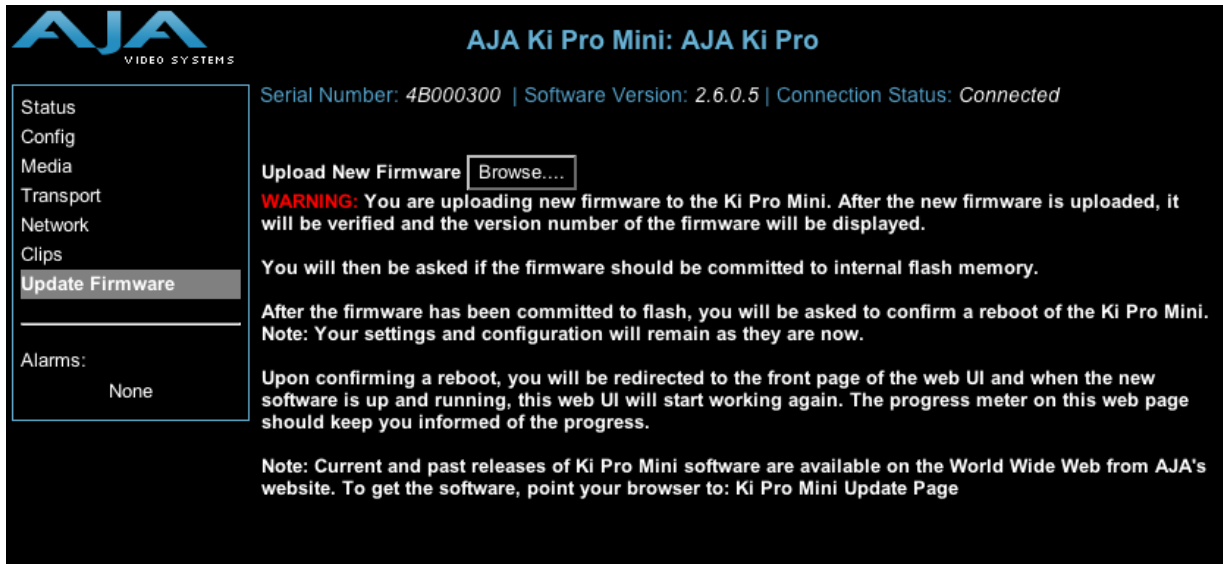 AJA
VIDEO SYSTEMS
AJA Ki Pro Mini: AJA Ki Pro
Status
Config
Media
Transport
Network
Clips
Update Firmware
Alarms:
None
Serial Number: 4B000300 | Software Version: 2.6.0.5 | Connection Status: Connected
Upload New Firmware Browse....
WARNING: You are uploading new firmware to the Ki Pro Mini. After the new firmware is uploaded, it
will be verified and the version number of the firmware will be displayed.
You will then be asked if the firmware should be committed to internal flash memory.
After the firmware has been committed to flash, you will be asked to confirm a reboot of the Ki Pro Mini.
Note: Your settings and configuration will remain as they are now.
Upon confirming a reboot, you will be redirected to the front page of the web UI and when the new
software is up and running, this web UI will start working again. The progress meter on this web page
should keep you informed of the progress.
Note: Current and past releases of Ki Pro Mini software are available on the World Wide Web from AJA's
website. To get the software, point your browser to: Ki Pro Mini Update Page